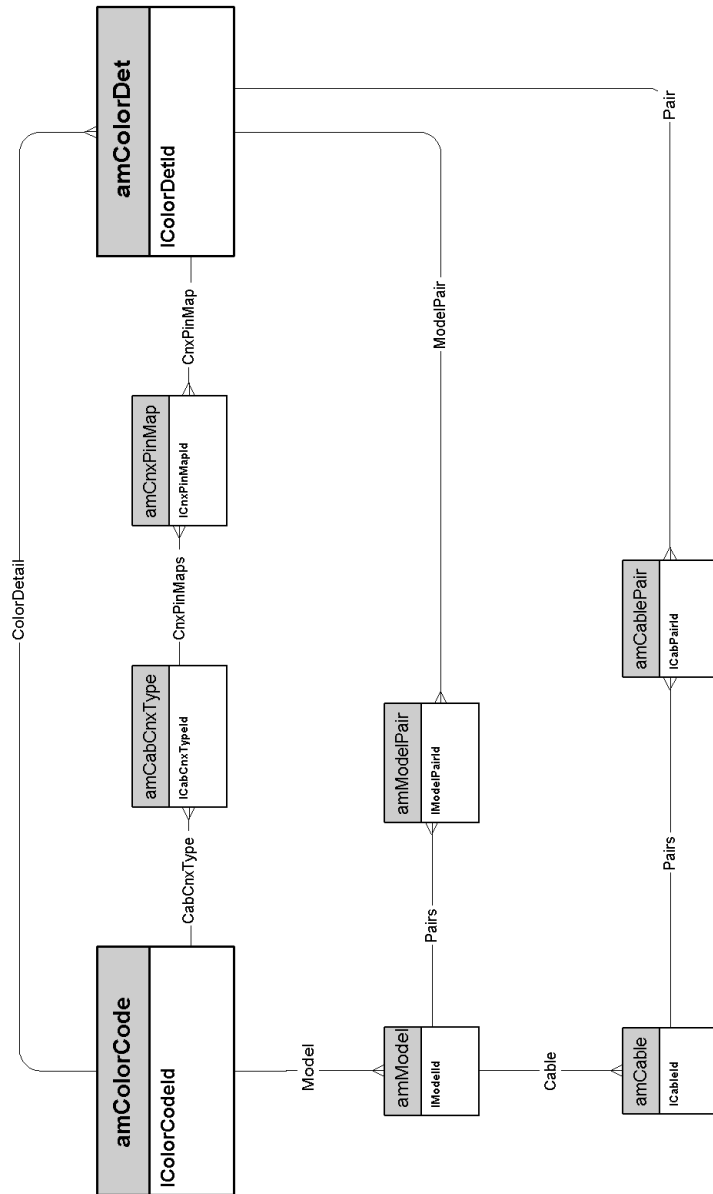 ColorDetail
amColorCode
lColorCodeId
CabCnxType
amCabCnxType
lCabCnxTypeId
CnxPinMaps
amCnxPinMap
lCnxPinMapId
CnxPinMap
amColorDet
lColorDetId
Model
amModel
lModelId
Pairs
amModelPair
lModelPairId
ModelPair
Cable
amCable
lCableId
Pairs
amCablePair
lCabPairId
Pair